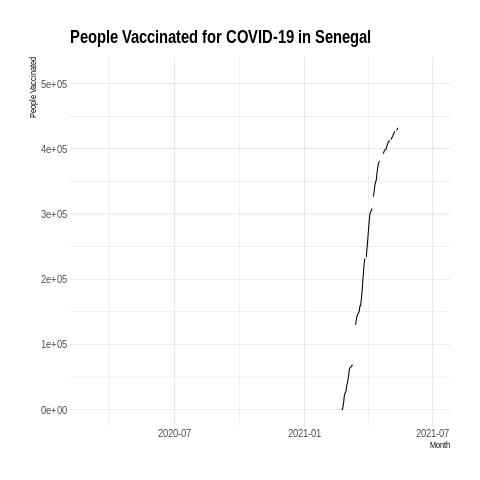 People Vaccinated for COVID-19 in Senegal
People Vaccinated
5e+05
4e+05
3e+05
2e+05
1e+05
0e+00
2020-07
2021-01
2021-07
Month